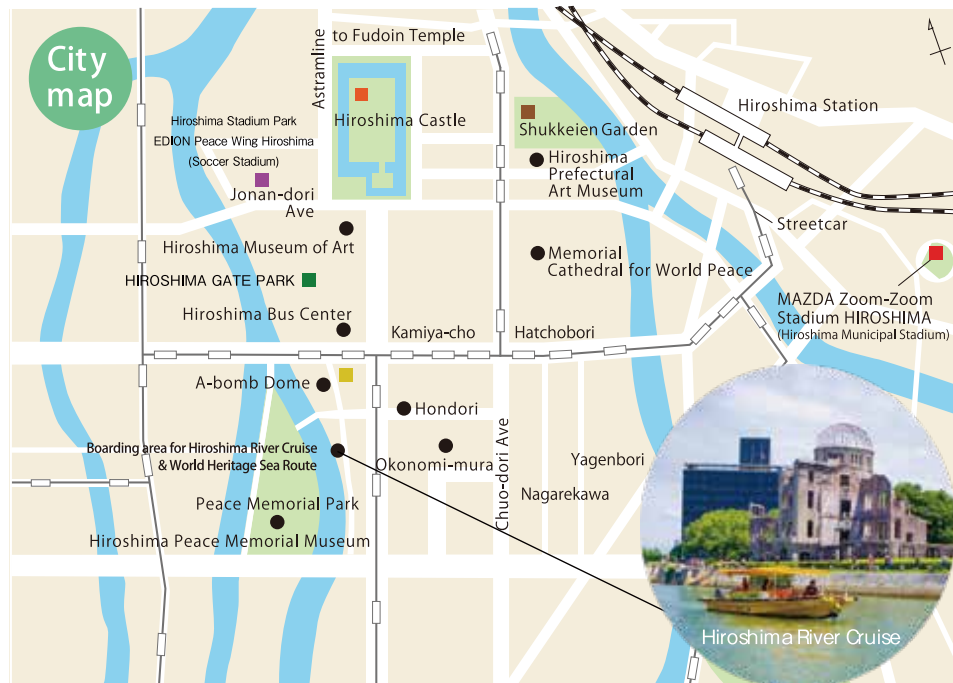 City
map
to Fudoin Temple
Astramline
Hiroshima Castle
Hiroshima Station
Shukkeien Garden
Hiroshima Stadium Park
EDION Peace Wing Hiroshima
(Soccer Stadium)
Hiroshima
Prefectural
Art Museum
Jonan-dori
Ave
Streetcar
Hiroshima Museum of Art
Memorial
Cathedral for World Peace
HIROSHIMA GATE PARK
MAZDA Zoom-Zoom
Stadium HIROSHIMA
(Hiroshima Municipal Stadium)
Hiroshima Bus Center
Kamiya-cho
Hatchobori
A-bomb Dome
Hondori
Boarding area for Hiroshima River Cruise
& World Heritage Sea Route
Okonomi-mura
Chuo-dori Ave
Yagenbori
Nagarekawa
Peace Memorial Park
Hiroshima Peace Memorial Museum
Hiroshima River Cruise